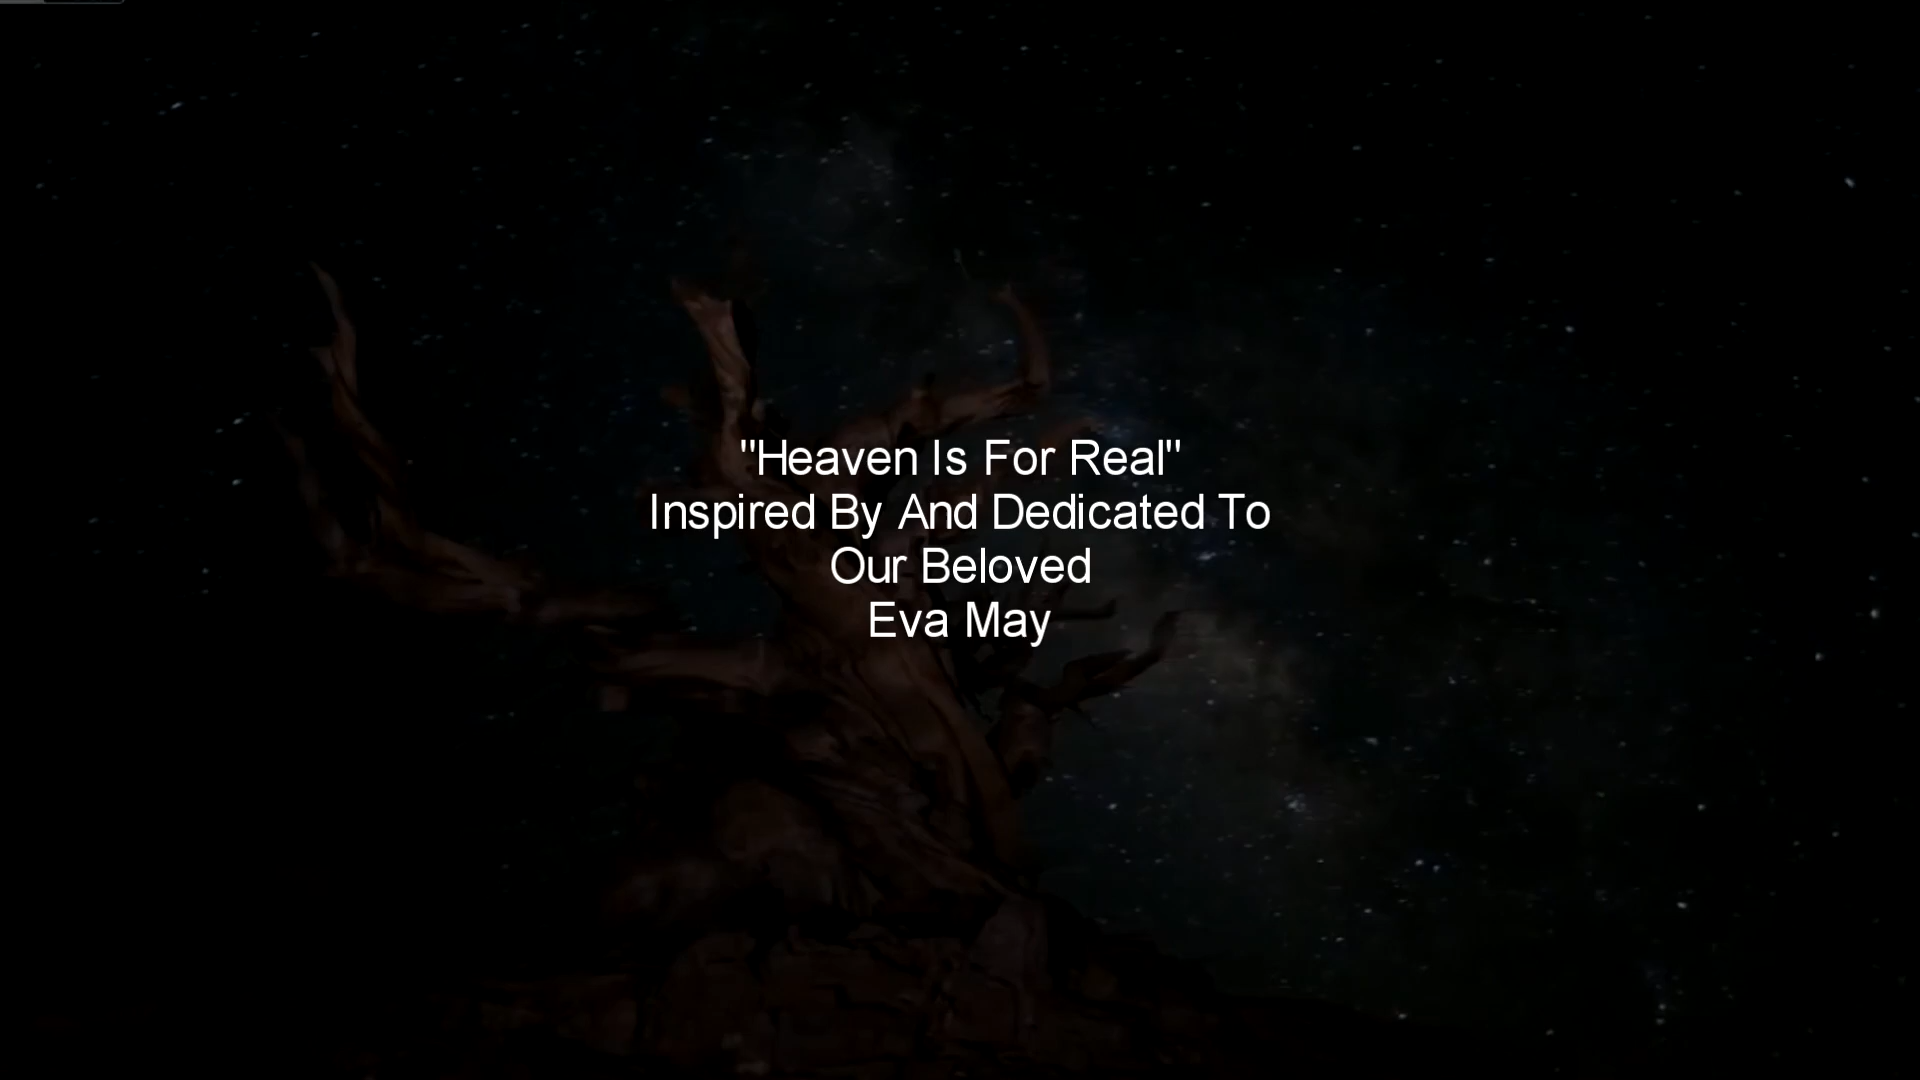 "Heaven Is For Real"
Inspired By And Dedicated To
Our Beloved
Eva May